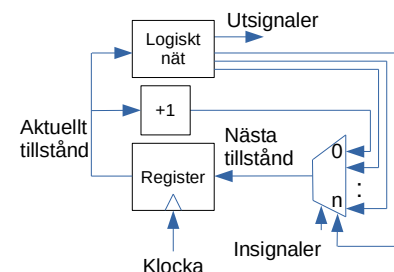 Utsignaler
Logiskt
nät
+1
Aktuellt
tillstånd
Nästa
tillstånd
0
:
n
Register
Insignaler
Klocka